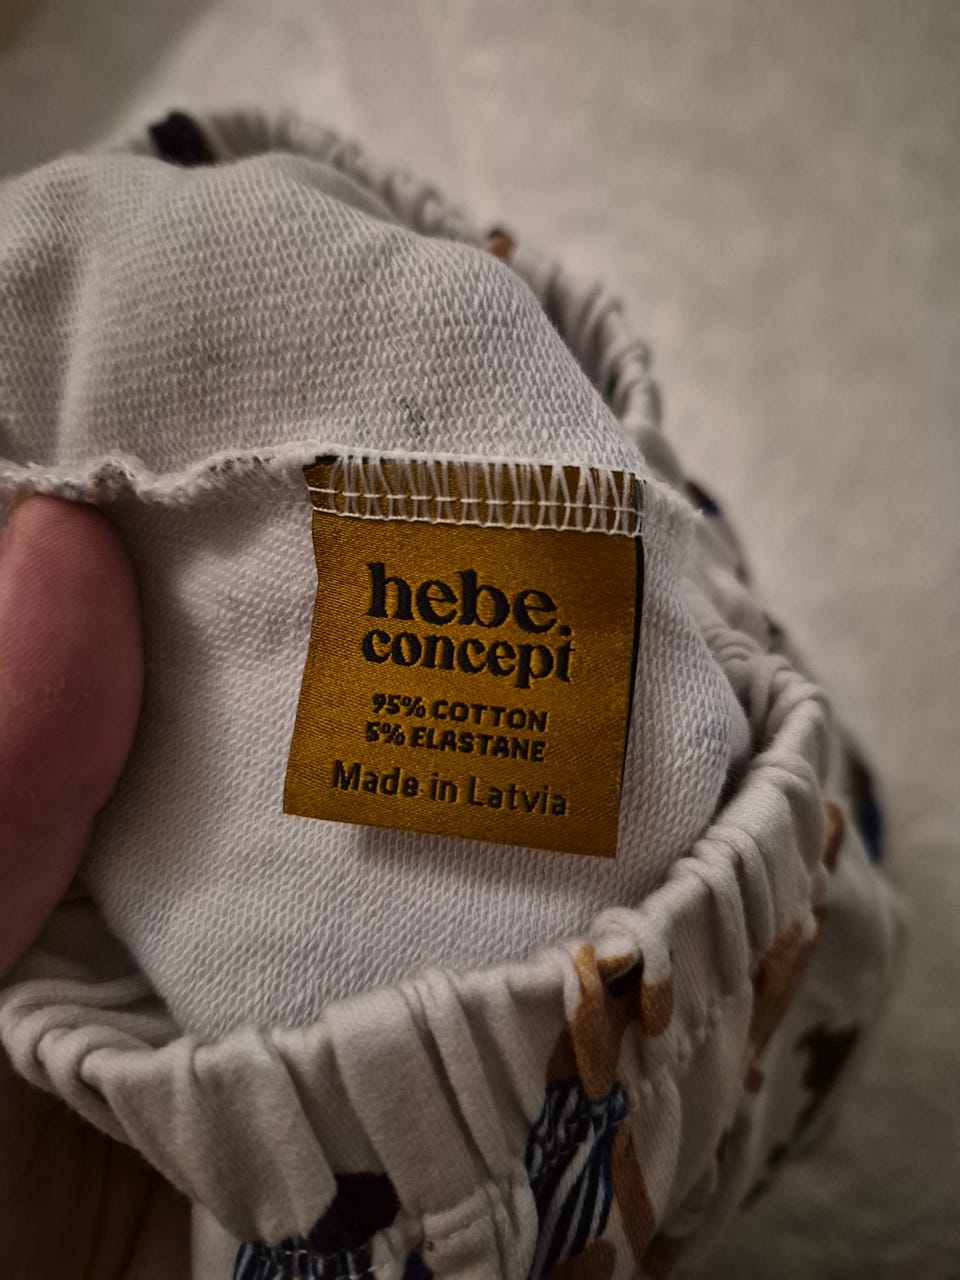 hebe.
concept
95% COTTON
5% ELASTANE
Made in Latvia